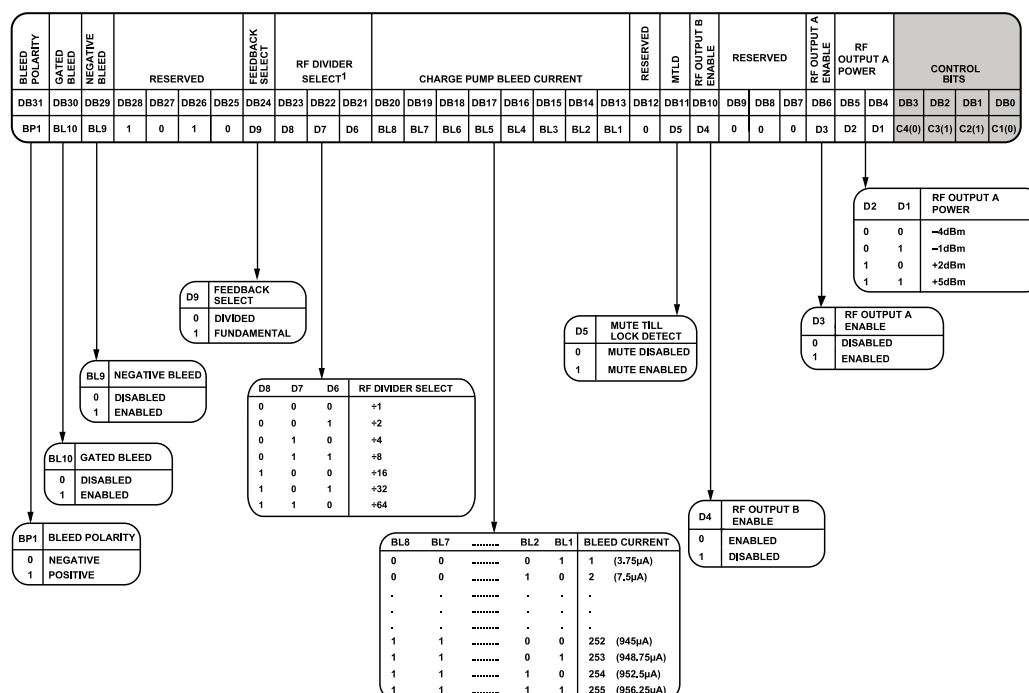 BLEED POLARITY
GATED BLEED
NEGATIVE BLEED
RESERVED
FEEDBACK SELECT
RF DIVIDER SELECT1
CHARGE PUMP BLEED CURRENT
RESERVED
MTLD
RF OUTPUT B ENABLE
RESERVED
RF OUTPUT A ENABLE
RF OUTPUT A POWER
CONTROL BITS
DB31 DB30 DB29 DB28 DB27 DB26 DB25 DB24 DB23 DB22 DB21 DB20 DB19 DB18 DB17 DB16 DB15 DB14 DB13 DB12 DB11 DB10 DB9 DB8 DB7 DB6 DB5 DB4 DB3 DB2 DB1 DB0
BP1 BL10 BL9 1 0 1 0 D9 D8 D7 D6 BL8 BL7 BL6 BL5 BL4 BL3 BL2 BL1 0 D5 D4 0 0 0 D3 D2 D1 C4(0) C3(1) C2(1) C1(0)
D2 D1 RF OUTPUT A POWER
0 0 –4dBm
0 1 –1dBm
1 0 +2dBm
1 1 +5dBm
D9 FEEDBACK SELECT
0 DIVIDED
1 FUNDAMENTAL
D3 RF OUTPUT A ENABLE
0 DISABLED
1 ENABLED
D5 MUTE TILL LOCK DETECT
0 MUTE DISABLED
1 MUTE ENABLED
BL9 NEGATIVE BLEED
0 DISABLED
1 ENABLED
D8 D7 D6 RF DIVIDER SELECT
0 0 0 ÷1
0 0 1 ÷2
0 1 0 ÷4
0 1 1 ÷8
1 0 0 ÷16
1 0 1 ÷32
1 1 0 ÷64
BL10 GATED BLEED
0 DISABLED
1 ENABLED
D4 RF OUTPUT B ENABLE
0 ENABLED
1 DISABLED
BP1 BLEED POLARITY
0 NEGATIVE
1 POSITIVE
BL8 BL7 ........ BL2 BL1 BLEED CURRENT
0 0 ........ 0 1 1 (3.75µA)
0 0 ........ 1 0 2 (7.5µA)
. . ........ . . .
. . ........ . . .
. . ........ . . .
1 1 ........ 0 0 252 (945µA)
1 1 ........ 0 1 253 (948.75µA)
1 1 ........ 1 0 254 (952.5µA)
1 1 ........ 1 1 255 (956.25µA)